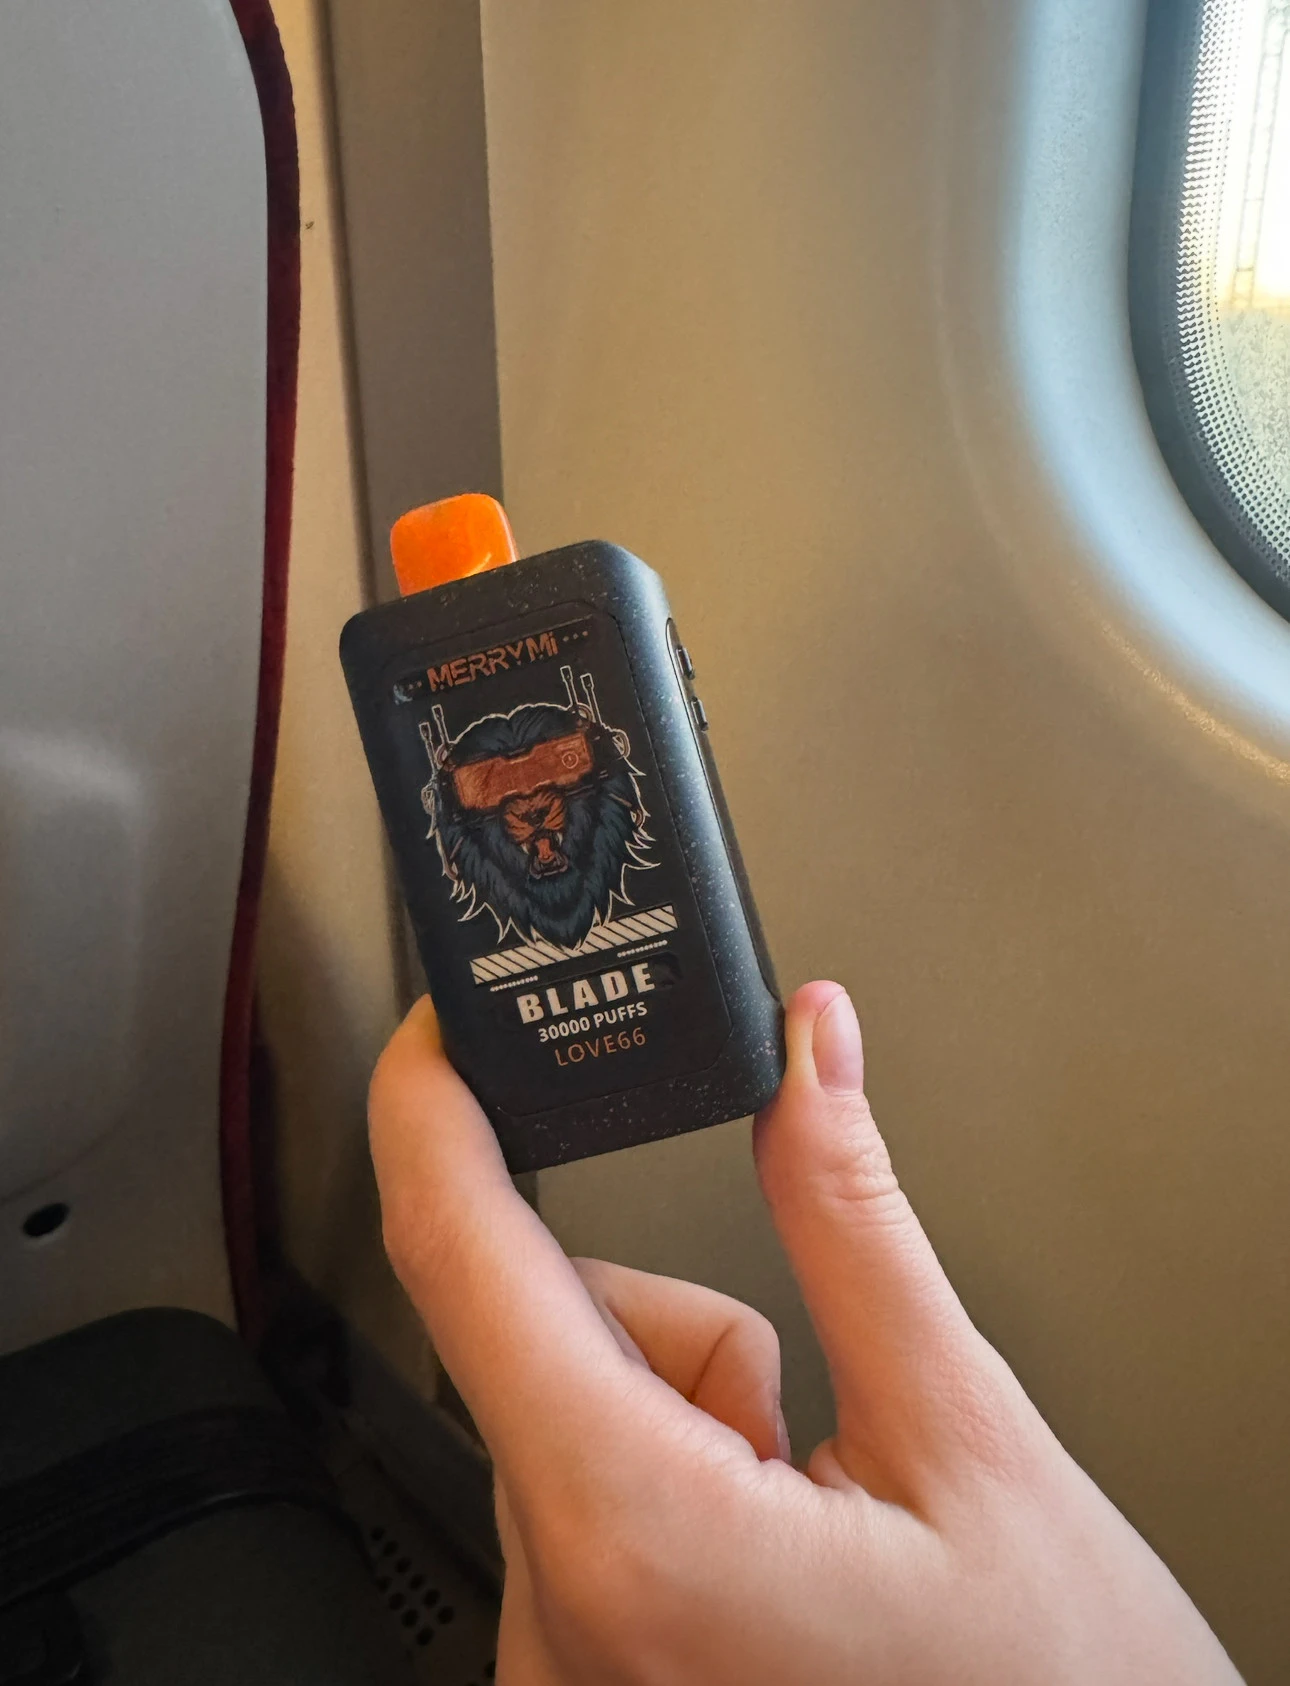 MERRYMi
BLADE
30000 PUFFS
LOVE66